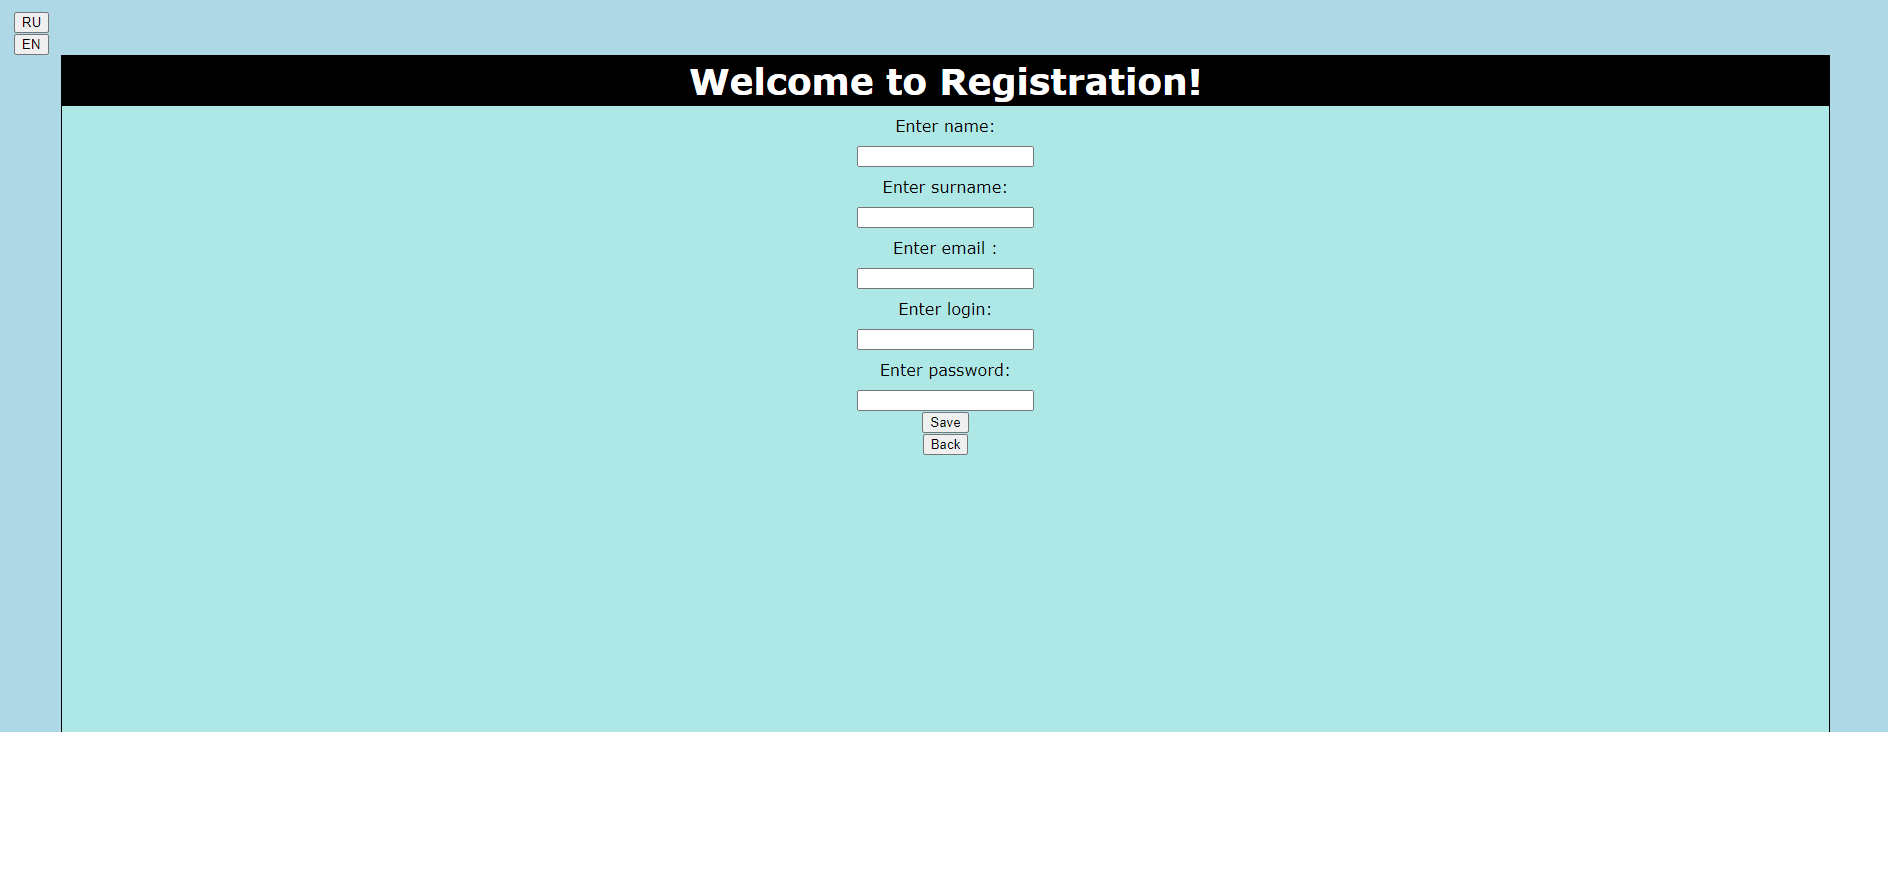 RU
EN
Welcome to Registration!
Enter name:
Enter surname:
Enter email :
Enter login:
Enter password:
Save
Back